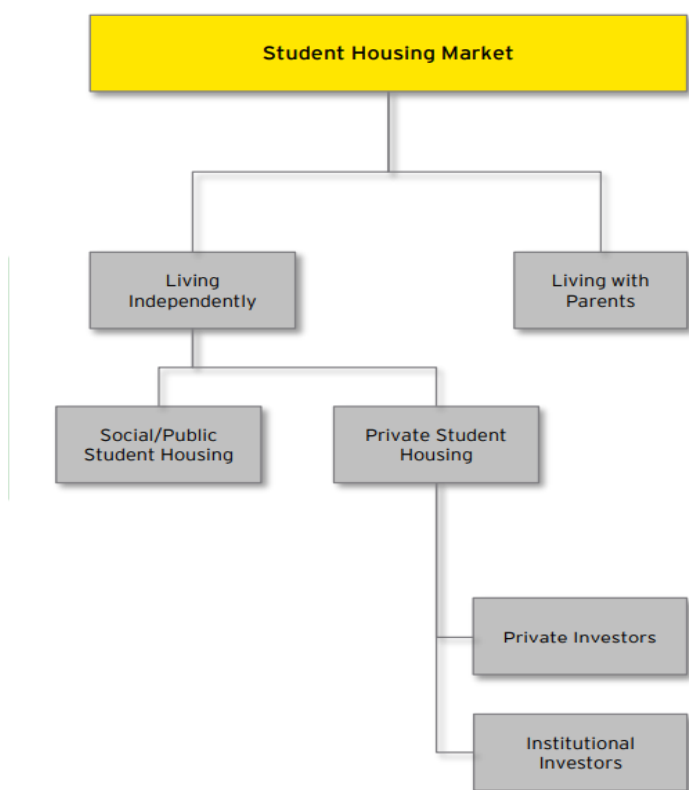 Student Housing Market
Living
Independently
Living with
Parents
Social/Public
Student Housing
Private Student
Housing
Private Investors
Institutional
Investors